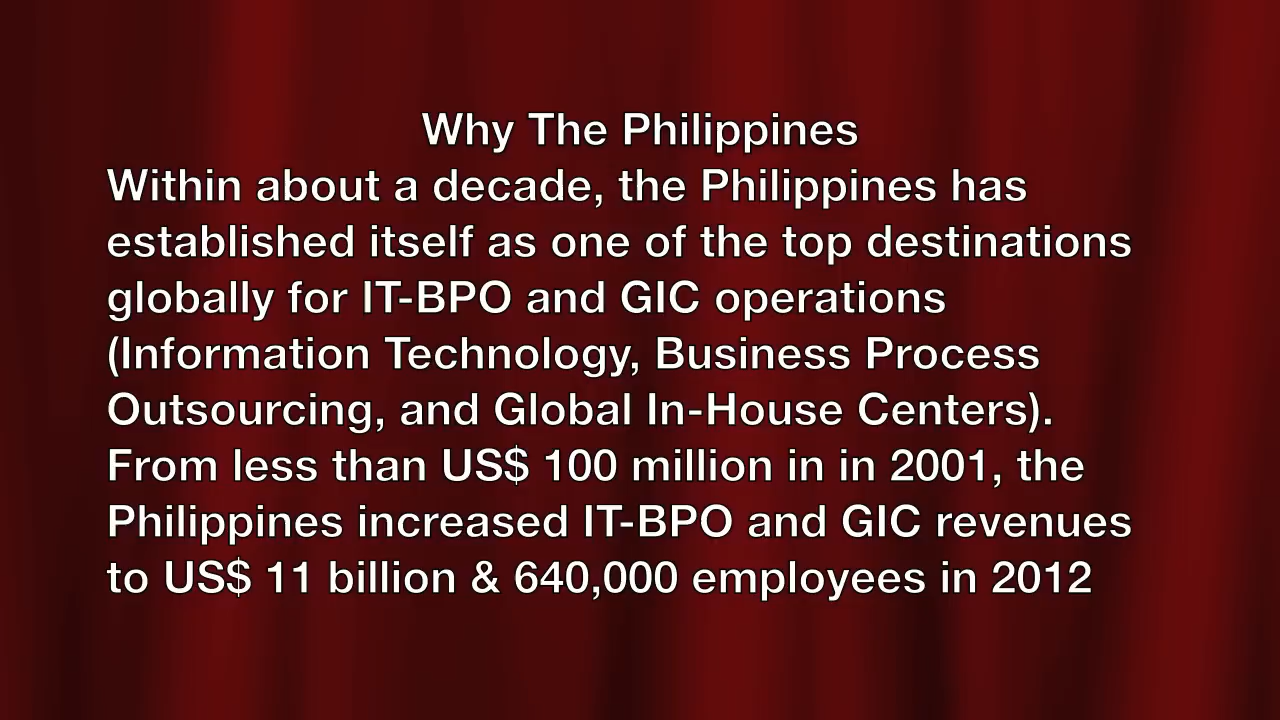 Why The Philippines
Within about a decade, the Philippines has
established itself as one of the top destinations
globally for IT-BPO and GIC operations
(Information Technology, Business Process
Outsourcing, and Global In-House Centers).
From less than US$ 100 million in in 2001, the
Philippines increased IT-BPO and GIC revenues
to US$ 11 billion & 640,000 employees in 2012